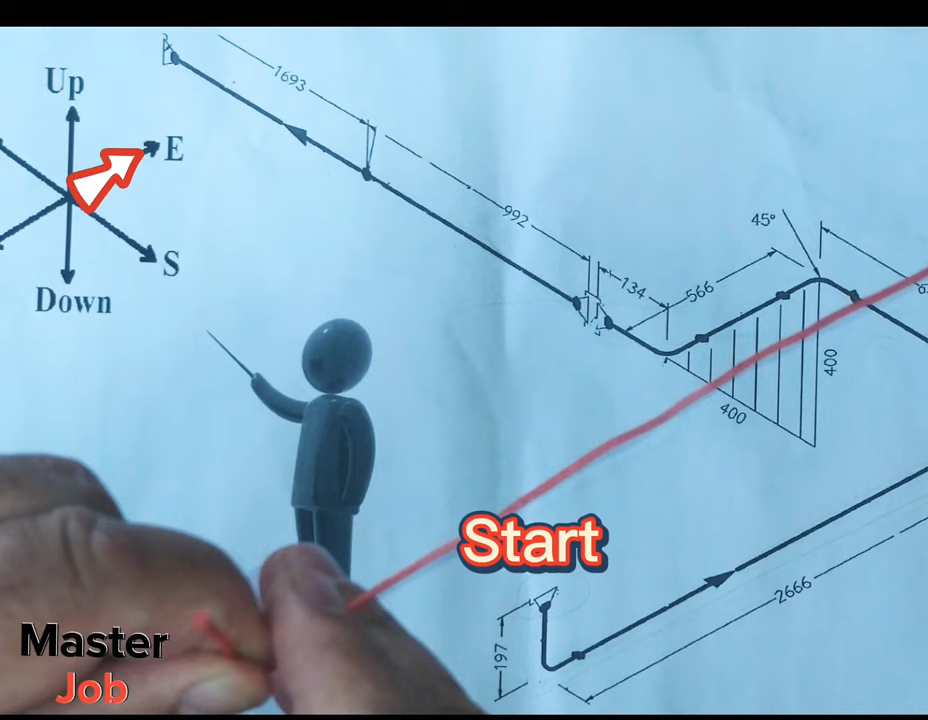 Up
E
S
Down
1693
992
134
566
45°
400
400
Start
2666
197
Master
Job